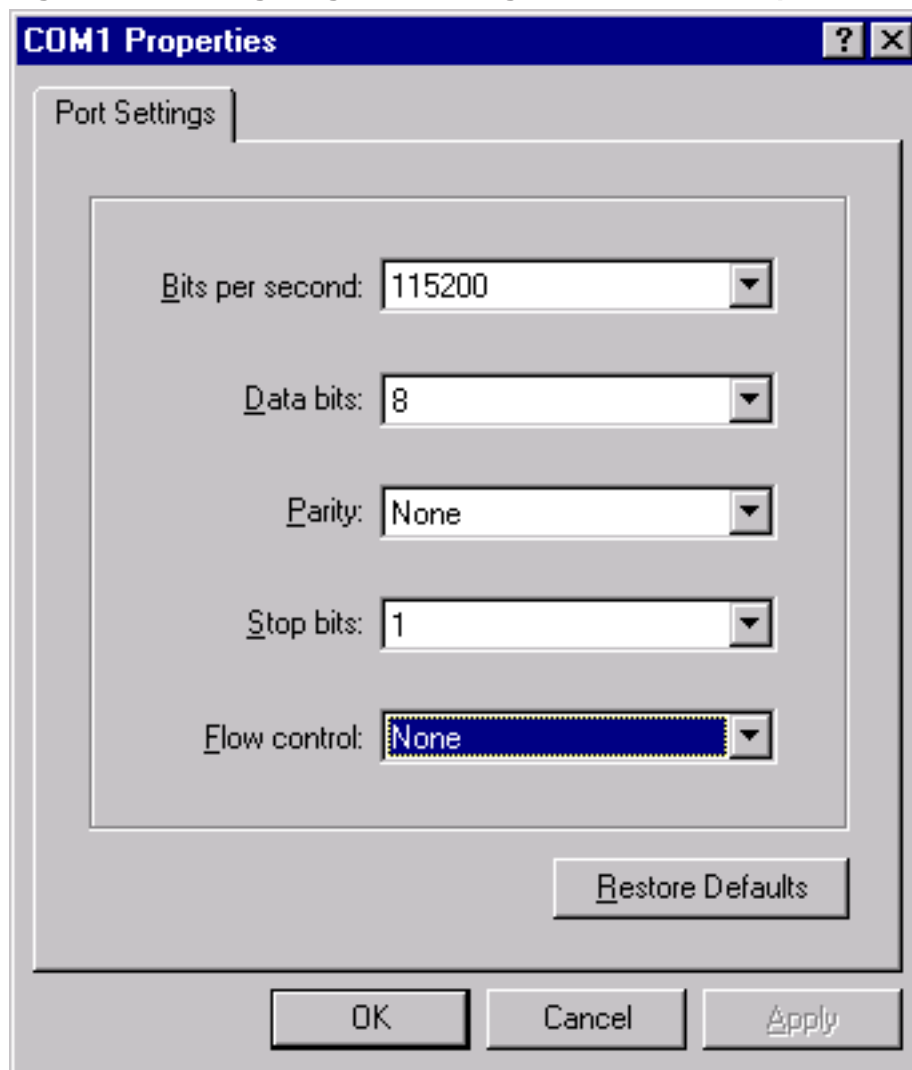 COM1 Properties
Port Settings
Bits per second: 115200
Data bits: 8
Parity: None
Stop bits: 1
Flow control: None
Restore Defaults
OK Cancel Apply